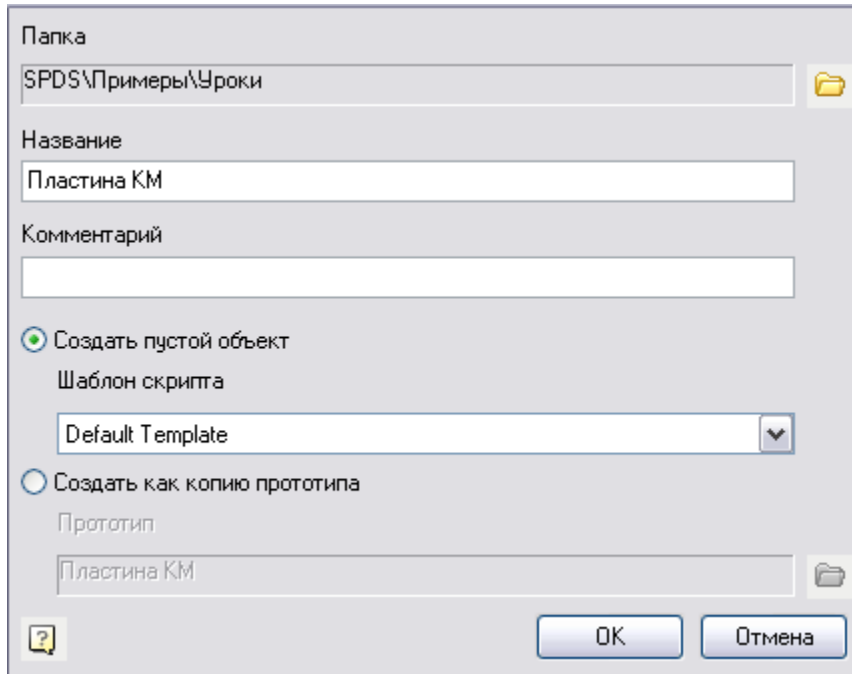 Папка
SPDS\Примеры\Уроки
Название
Пластина КМ
Комментарий
Создать пустой объект
Шаблон скрипта
Default Template
Создать как копию прототипа
Прототип
Пластина КМ
?
OK
Отмена